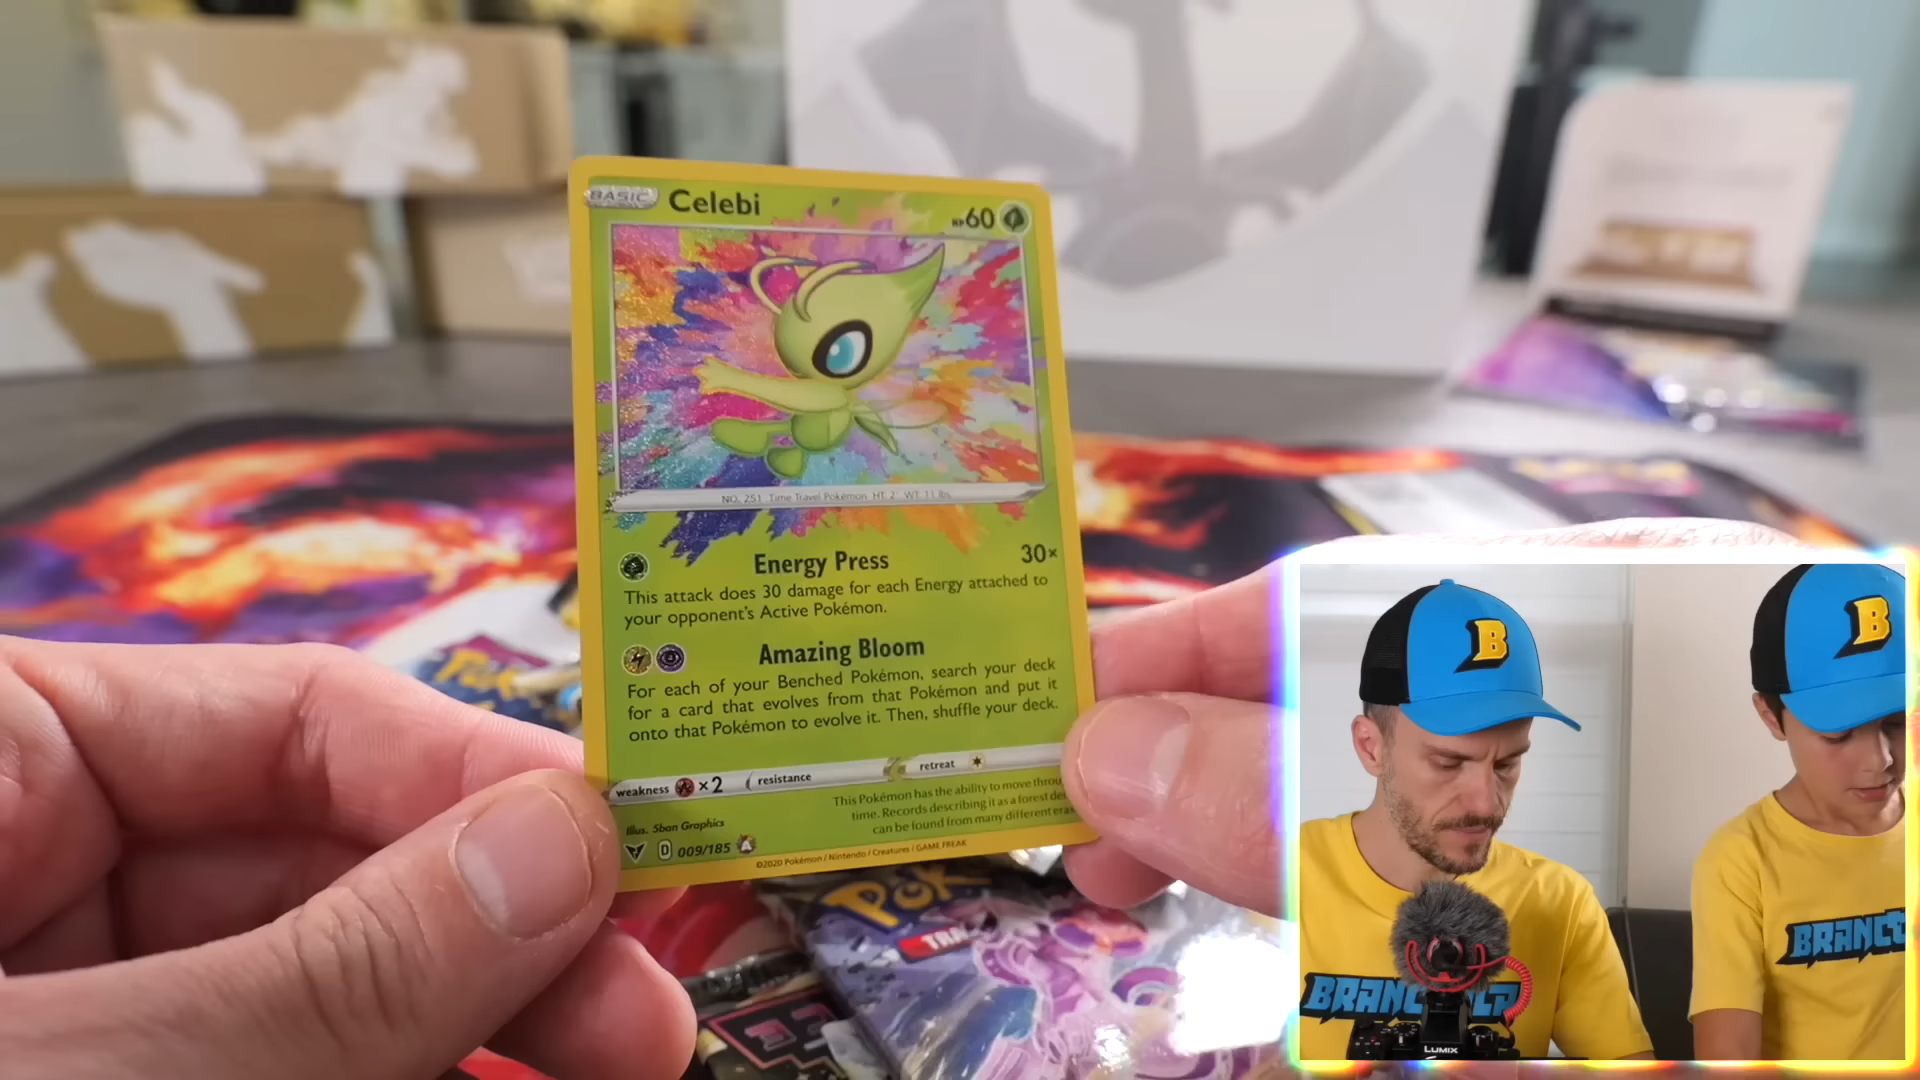 BASIC
Celebi
HP60
NO. 251 Time Travel Pokémon HT: 2' WT: 11 lbs.
Energy Press 30×
This attack does 30 damage for each Energy attached to
your opponent's Active Pokémon.
Amazing Bloom
For each of your Benched Pokémon, search your deck
for a card that evolves from that Pokémon and put it
onto that Pokémon to evolve it. Then, shuffle your deck.
weakness ×2 resistance retreat
This Pokémon has the ability to move throu
time. Records describing it as a forest de
can be found from many different eras
Illus. 5ban Graphics
D 009/185 A
©2020 Pokémon / Nintendo / Creatures / GAME FREAK
POK
B
B
LUMIX